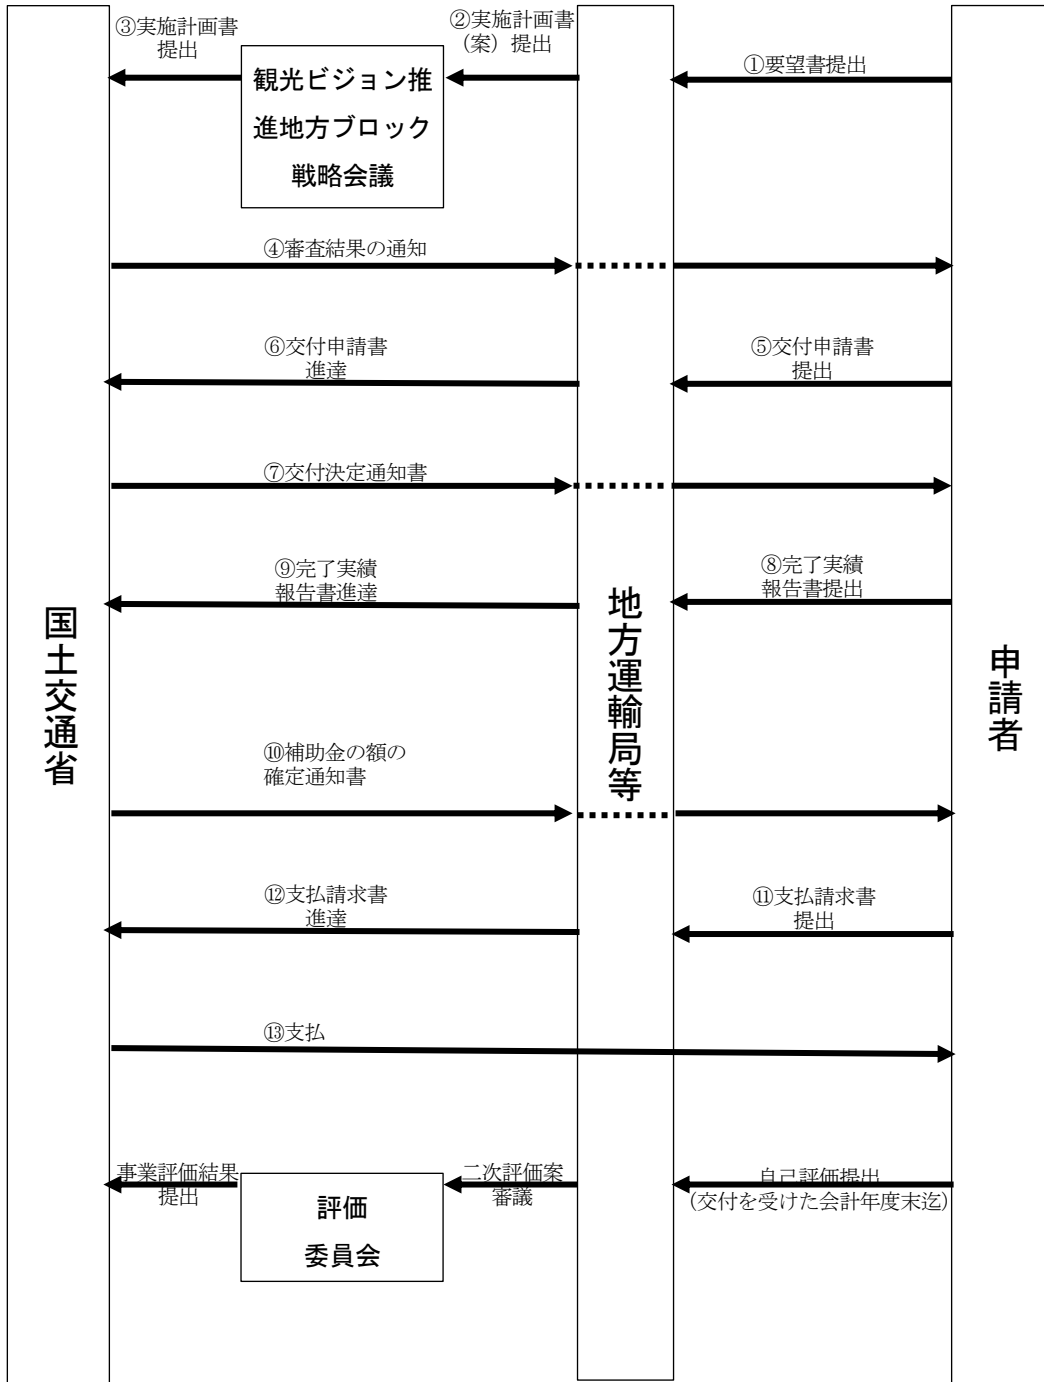 ③実施計画書
提出
②実施計画書
（案）提出
①要望書提出
観光ビジョン推
進地方ブロック
戦略会議
④審査結果の通知
⑥交付申請書
進達
⑤交付申請書
提出
⑦交付決定通知書
⑨完了実績
報告書進達
⑧完了実績
報告書提出
国土交通省
地方運輸局等
申請者
⑩補助金の額の
確定通知書
⑫支払請求書
進達
⑪支払請求書
提出
⑬支払
事業評価結果
提出
二次評価案
審議
自己評価提出
(交付を受けた会計年度末迄)
評価
委員会